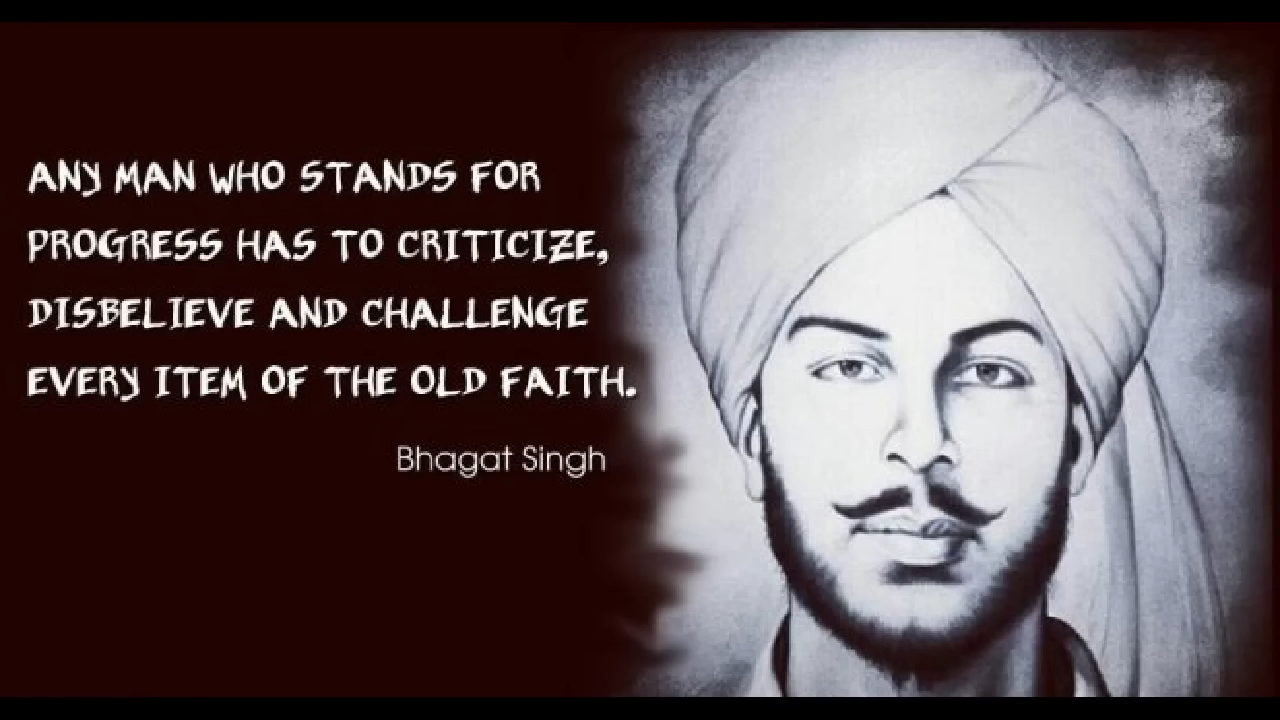 ANY MAN WHO STANDS FOR
PROGRESS HAS TO CRITICIZE,
DISBELIEVE AND CHALLENGE
EVERY ITEM OF THE OLD FAITH.
Bhagat Singh